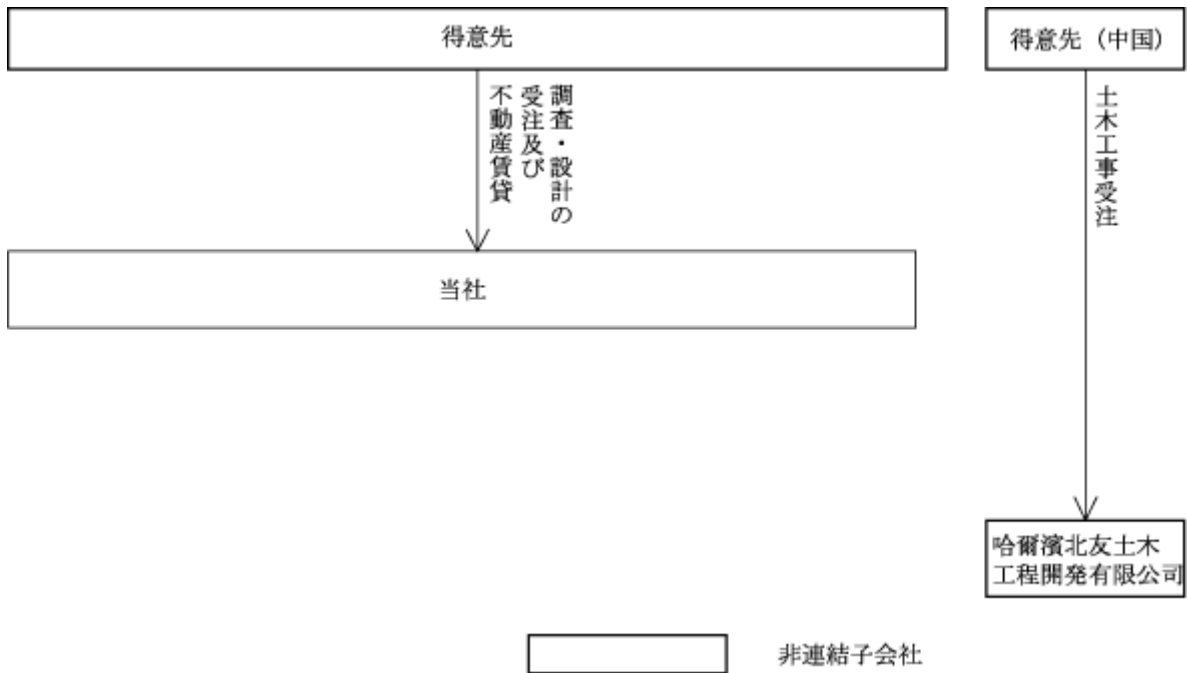 得意先
得意先（中国）
調査・設計の
受注及び
不動産賃貸
土木工事受注
当社
哈爾濱北友土木
工程開発有限公司
非連結子会社